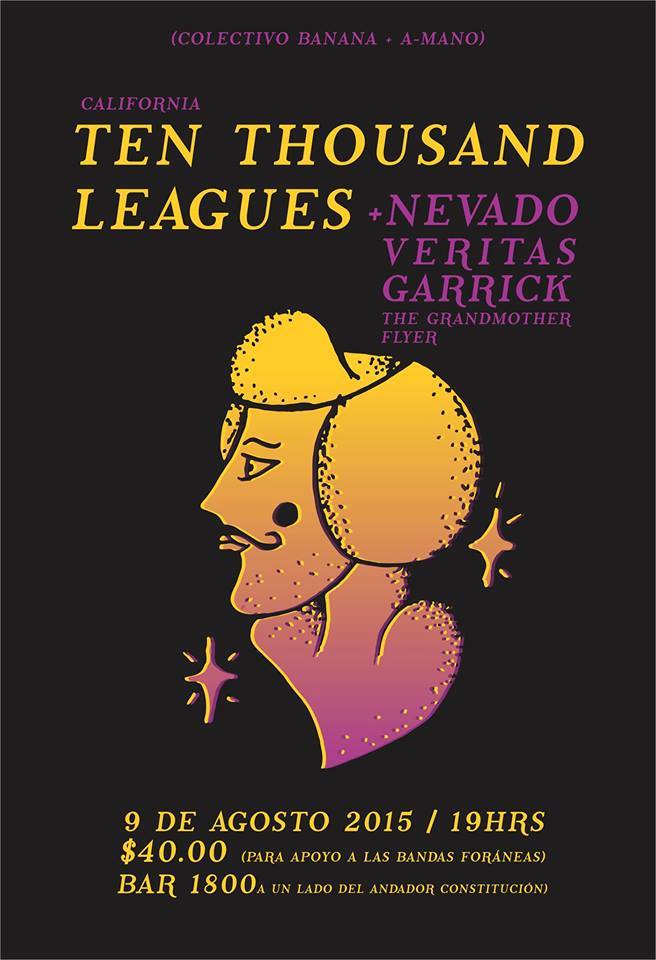 (COLECTIVO BANANA + A-MANO)
CALIFORNIA
TEN THOUSAND
LEAGUES +NEVADO
VERITAS
GARRICK
THE GRANDMOTHER
FLYER
9 DE AGOSTO 2015 / 19HRS
$40.00 (PARA APOYO A LAS BANDAS FORÁNEAS)
BAR 1800A UN LADO DEL ANDADOR CONSTITUCIÓN)